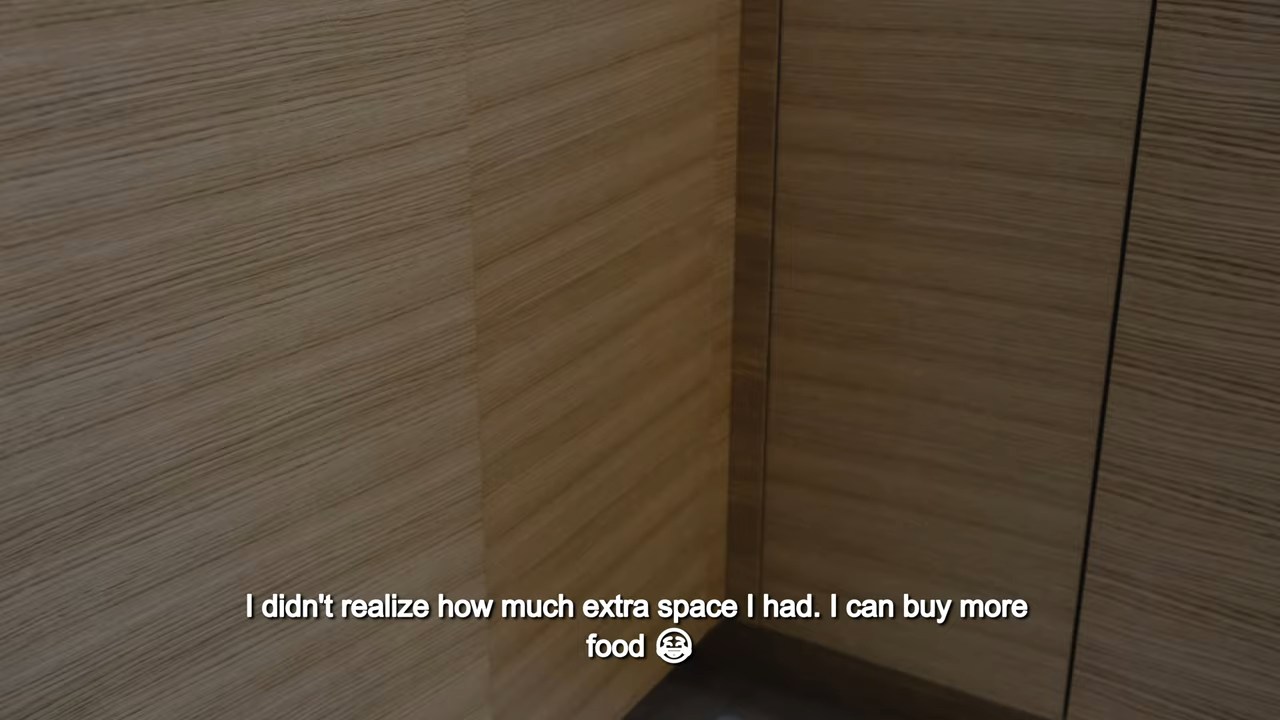 I didn't realize how much extra space I had. I can buy more
food 😂